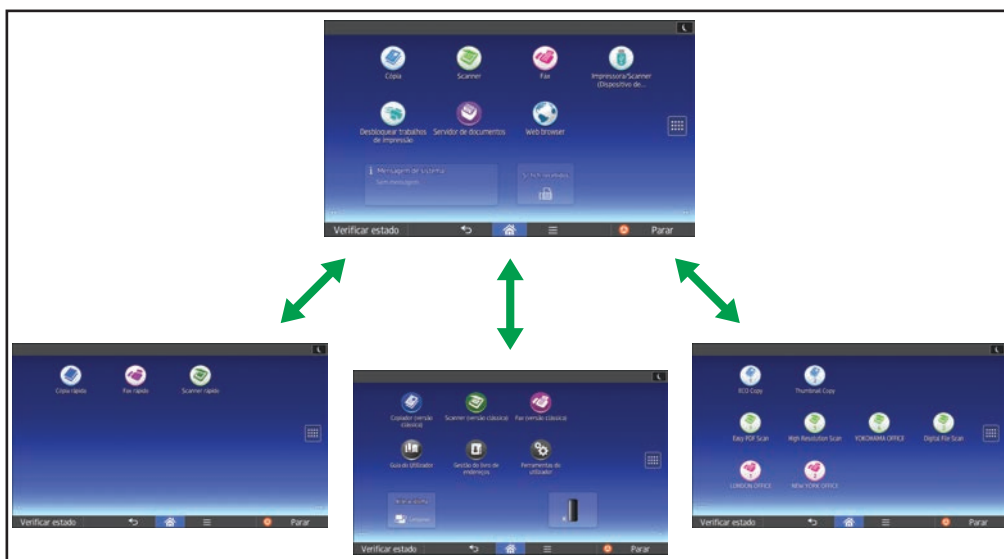 Cópia
Scanner
Fax
Impressora/Scanner
(Dispositivo de...
Desbloquear trabalhos
de impressão
Servidor de documentos
Web browser
Mensagem de sistema
Sem mensagem.
Verificar estado
Parar
Cópia rápida
Fax rápido
Scanner rápido
Verificar estado
Parar
Copiador (versão
clássica)
Scanner (versão clássica)
Fax (versão clássica)
Guia do Utilizador
Gestão do livro de
endereços
Ferramentas do
utilizador
K
Verificar estado
Parar
ECO Copy
Thumbnail Copy
Easy PDF Scan
High Resolution Scan
YOKOHAMA OFFICE
Digital File Scan
LONDON OFFICE
NEW YORK OFFICE
Verificar estado
Parar